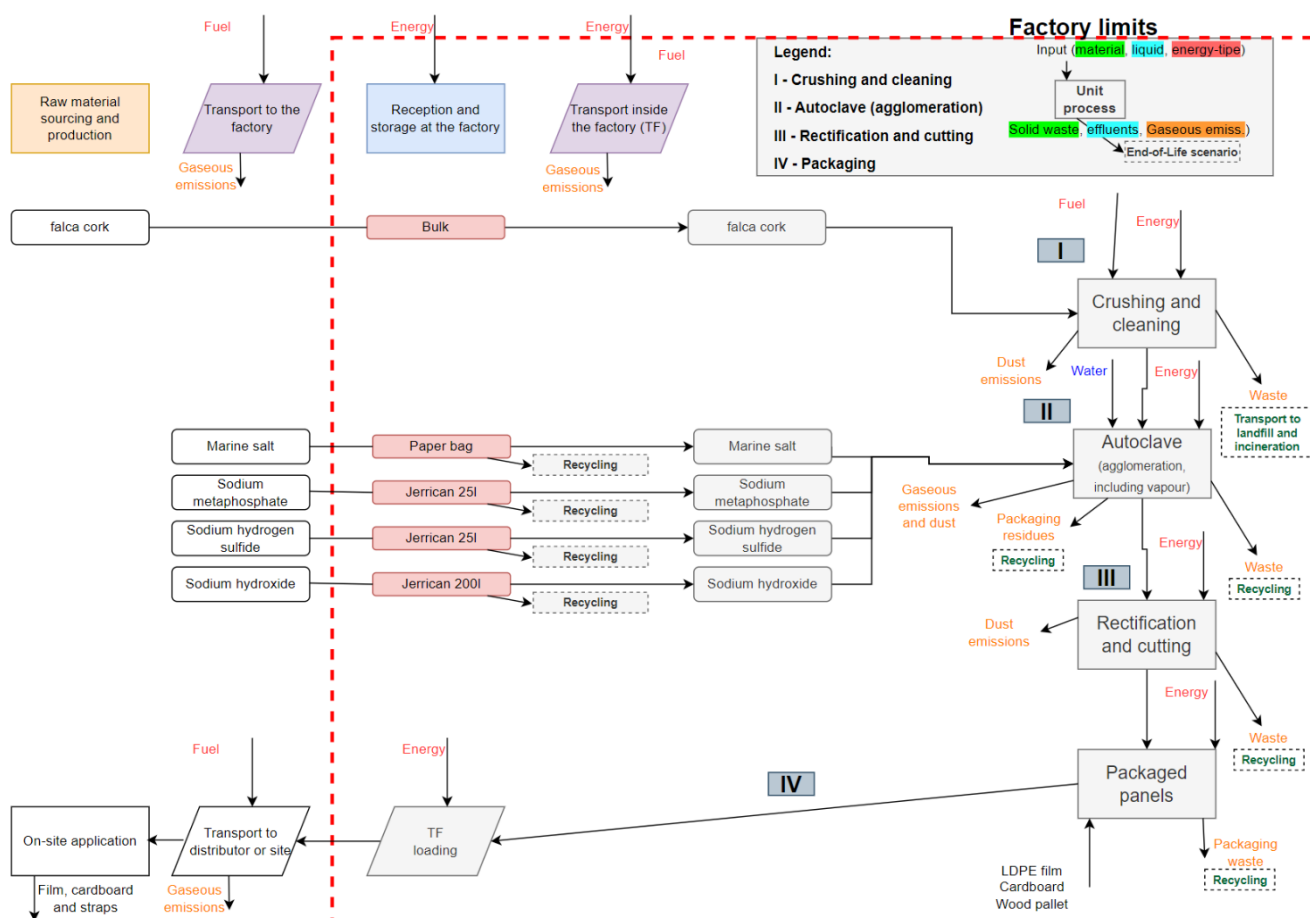 Factory limits
Fuel
Energy
Energy
Fuel
Legend:
Input (material, liquid, energy-tipe)
I - Crushing and cleaning
II - Autoclave (agglomeration)
III - Rectification and cutting
IV - Packaging
Unit
process
Solid waste, effluents, Gaseous emiss.)
End-of-Life scenario
Raw material
sourcing and
production
Transport to the
factory
Reception and
storage at the factory
Transport inside
the factory (TF)
Gaseous
emissions
Gaseous
emissions
falca cork
Bulk
falca cork
Fuel
Energy
I
Crushing and
cleaning
Dust
emissions
Water
Energy
Waste
Transport to
landfill and
incineration
II
Marine salt
Paper bag
Marine salt
Recycling
Sodium
metaphosphate
Jerrican 25l
Sodium
metaphosphate
Recycling
Sodium hydrogen
sulfide
Jerrican 25l
Sodium hydrogen
sulfide
Recycling
Sodium hydroxide
Jerrican 200l
Sodium hydroxide
Recycling
Autoclave
(agglomeration,
including vapour)
Gaseous
emissions
and dust
Packaging
residues
Recycling
Energy
Waste
Recycling
III
Rectification
and cutting
Dust
emissions
Energy
Waste
Recycling
Packaged
panels
IV
Fuel
Energy
On-site application
Transport to
distributor or site
TF
loading
Film, cardboard
and straps
Gaseous
emissions
LDPE film
Cardboard
Wood pallet
Packaging
waste
Recycling